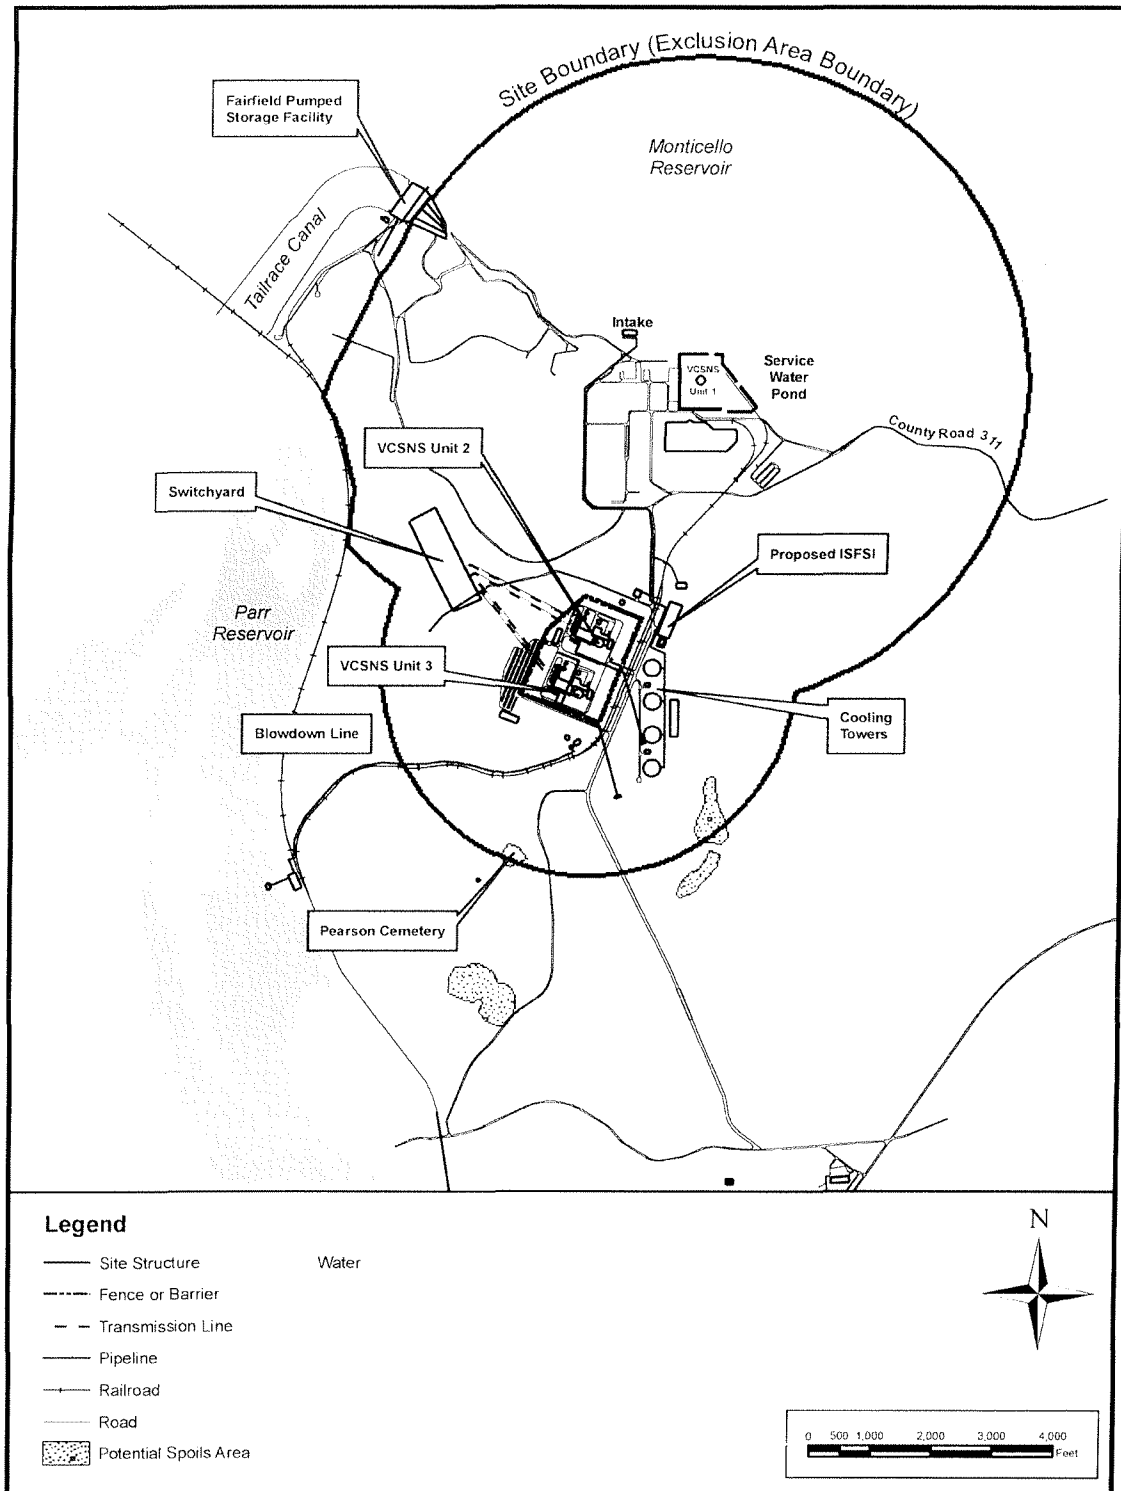 Site Boundary (Exclusion Area Boundary)
Fairfield Pumped
Storage Facility
Monticello
Reservoir
Tailrace Canal
Intake
VCSNS
Unit 1
Service
Water
Pond
County Road 311
VCSNS Unit 2
Switchyard
Proposed ISFSI
Parr
Reservoir
VCSNS Unit 3
Cooling
Towers
Blowdown Line
Pearson Cemetery
Legend
Site Structure
Water
Fence or Barrier
Transmission Line
Pipeline
Railroad
Road
Potential Spoils Area
N
0 500 1,000 2,000 3,000 4,000
Feet